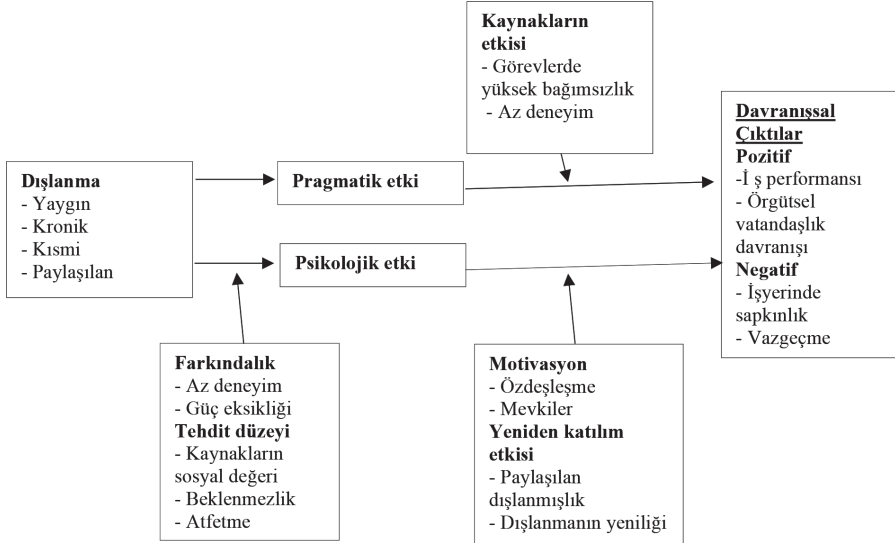 Kaynakların
etkisi
- Görevlerde
yüksek bağımsızlık
- Az deneyim
Dışlanma
- Yaygın
- Kronik
- Kısmi
- Paylaşılan
Pragmatik etki
Psikolojik etki
Davranışsal
Çıktılar
Pozitif
-İ ş performansı
- Örgütsel
vatandaşlık
davranışı
Negatif
- İşyerinde
sapkınlık
- Vazgeçme
Farkındalık
- Az deneyim
- Güç eksikliği
Tehdit düzeyi
- Kaynakların
sosyal değeri
- Beklenmezlik
- Atfetme
Motivasyon
- Özdeşleşme
- Mevkiler
Yeniden katılım
etkisi
- Paylaşılan
dışlanmışlık
- Dışlanmanın yeniliği